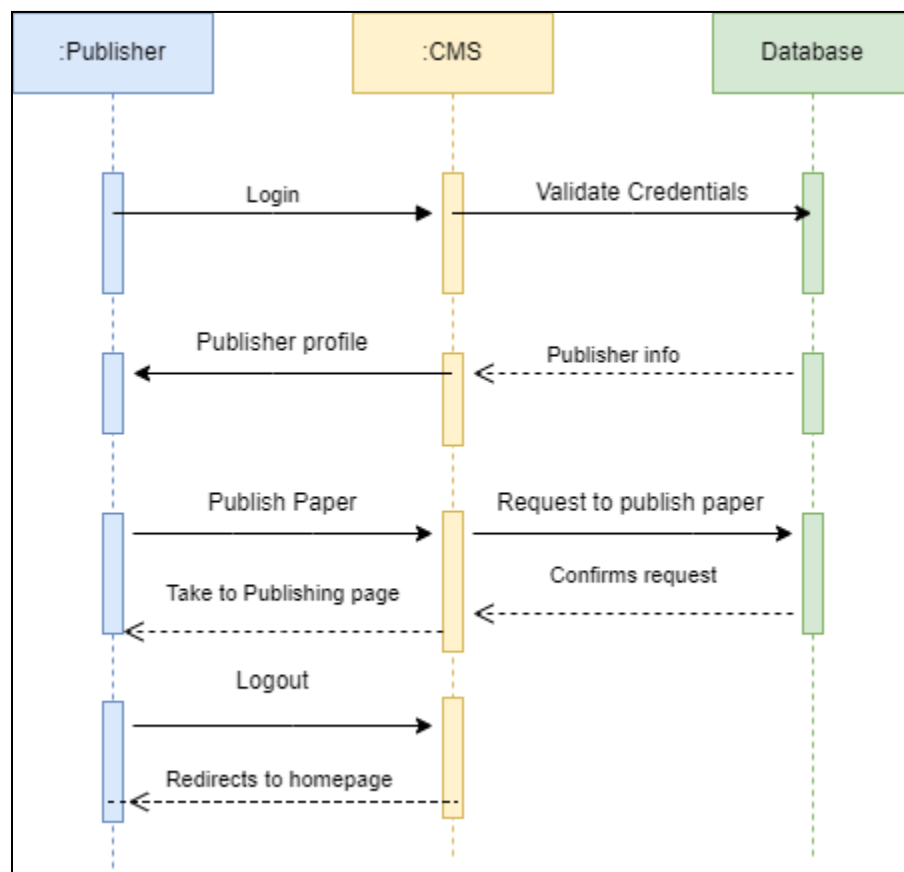 :Publisher
:CMS
Database
Login
Validate Credentials
Publisher profile
Publisher info
Publish Paper
Request to publish paper
Confirms request
Take to Publishing page
Logout
Redirects to homepage